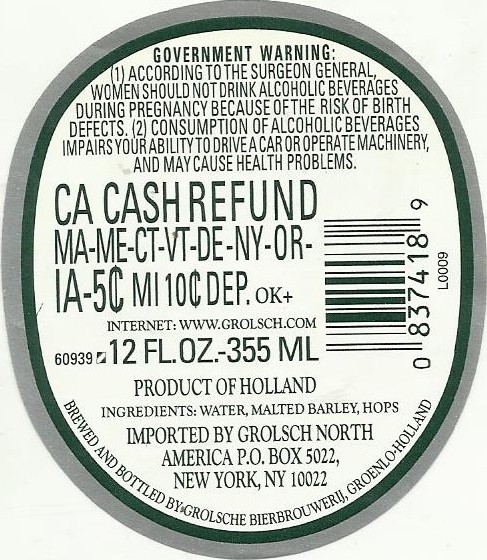 GOVERNMENT WARNING:
(1) ACCORDING TO THE SURGEON GENERAL,
WOMEN SHOULD NOT DRINK ALCOHOLIC BEVERAGES
DURING PREGNANCY BECAUSE OF THE RISK OF BIRTH
DEFECTS. (2) CONSUMPTION OF ALCOHOLIC BEVERAGES
IMPAIRS YOUR ABILITY TO DRIVE A CAR OR OPERATE MACHINERY,
AND MAY CAUSE HEALTH PROBLEMS.
CA CASH REFUND
MA-ME-CT-VT-DE-NY-OR-
IA-5₵ MI 10₵ DEP. OK+
INTERNET: WWW.GROLSCH.COM
60939 12 FL.OZ.-355 ML
0 837418 9
L0009
PRODUCT OF HOLLAND
INGREDIENTS: WATER, MALTED BARLEY, HOPS
IMPORTED BY GROLSCH NORTH
AMERICA P.O. BOX 5022,
NEW YORK, NY 10022
BREWED AND BOTTLED BY GROLSCHE BIERBROUWERIJ, GROENLO-HOLLAND